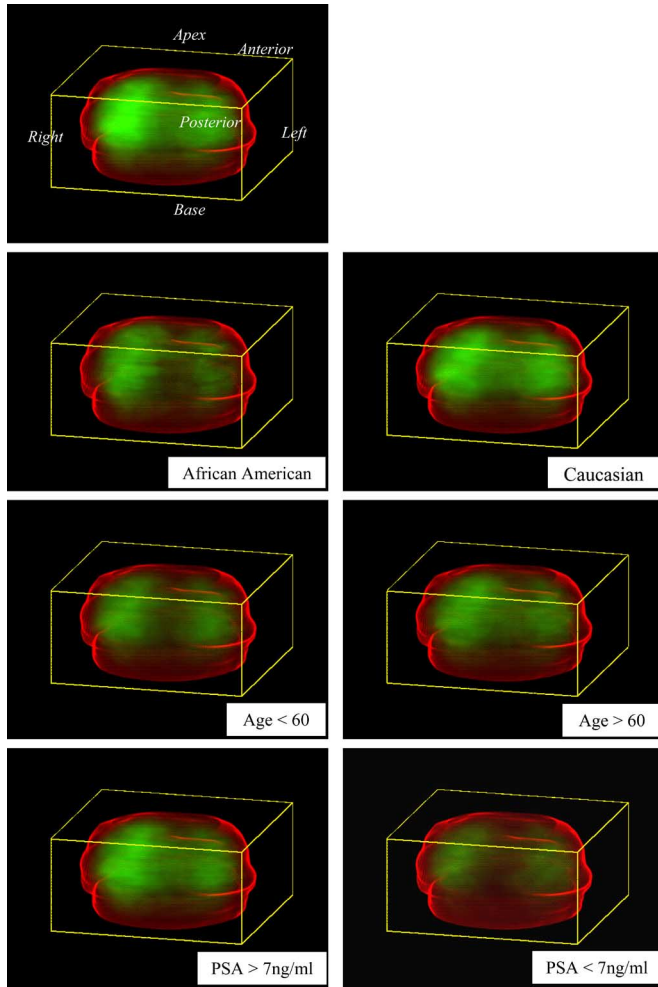 Apex
Anterior
Posterior
Right
Left
Base
African American
Caucasian
Age < 60
Age > 60
PSA > 7ng/ml
PSA < 7ng/ml